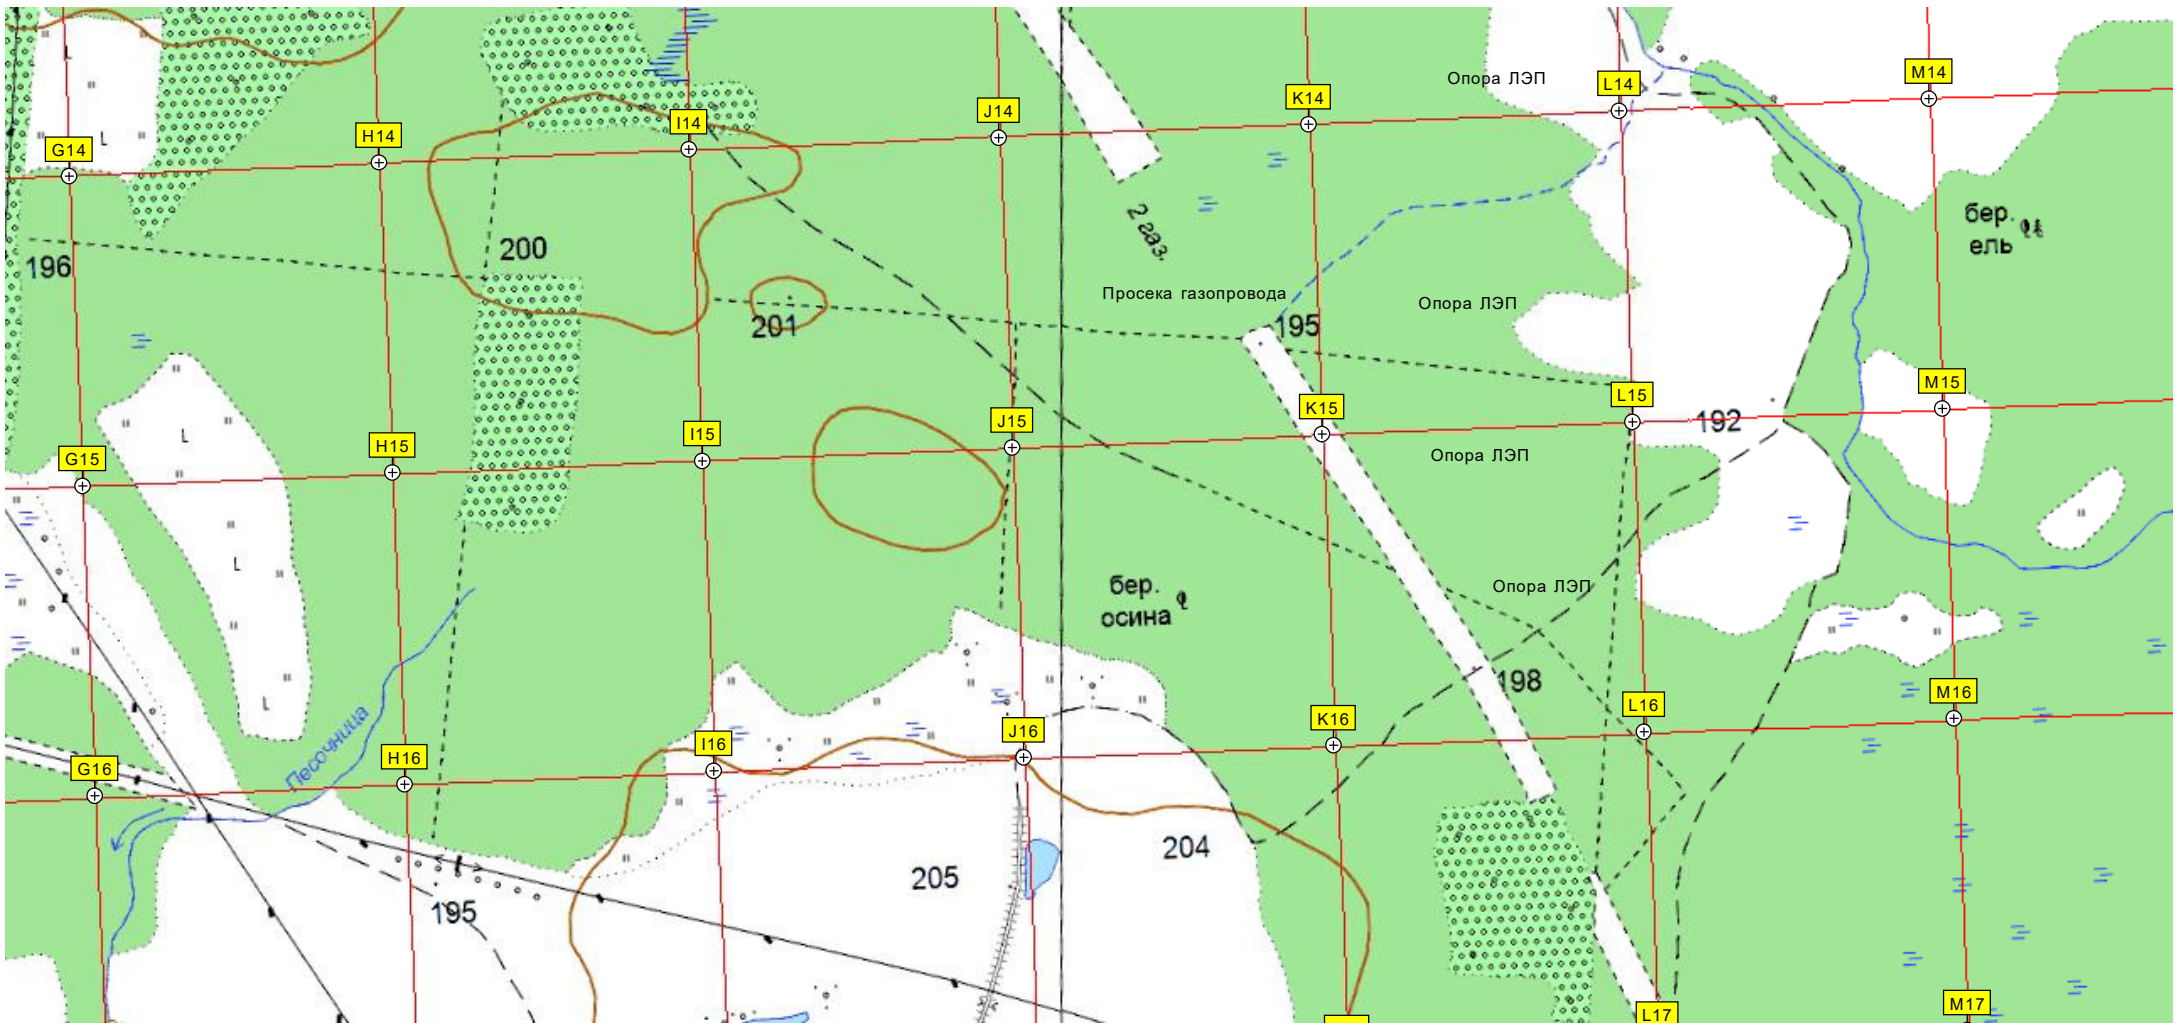 Опора ЛЭП
M14
L14
K14
J14
I14
H14
G14
бер.
ель
2 газ.
200
196
Просека газопровода
Опора ЛЭП
201
195
M15
L15
K15
192
J15
I15
L
H15
G15
Опора ЛЭП
L
L
L
L
бер.
осина
Опора ЛЭП
198
Песочница
M16
L16
K16
J16
I16
H16
G16
204
205
195
M17
L17